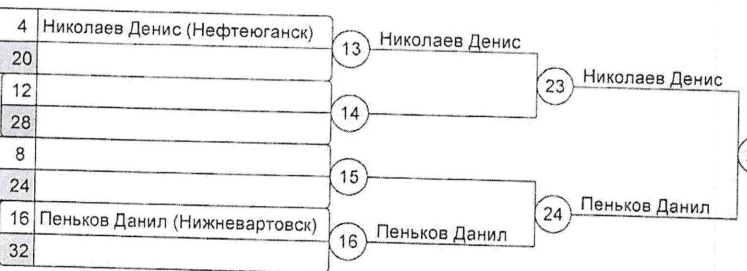 4 Николаев Денис (Нефтеюганск)
20
13 Николаев Денис
12
28
14
23 Николаев Денис
8
24
15
16 Пеньков Данил (Нижневартовск)
32
16 Пеньков Данил
24 Пеньков Данил